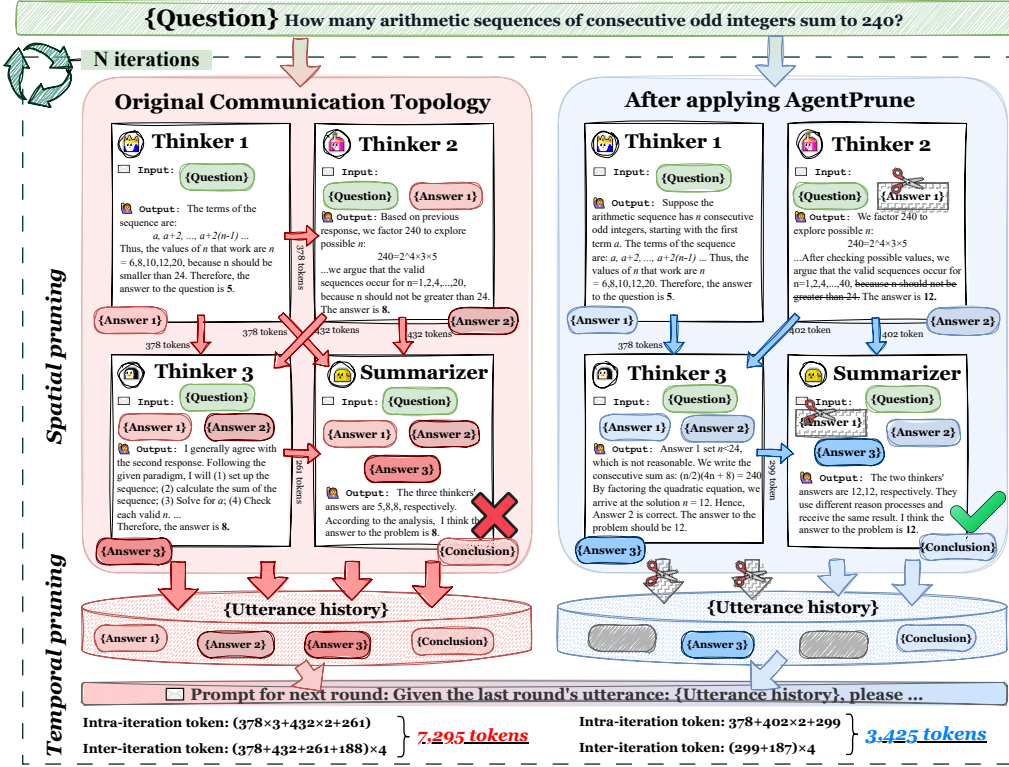 {Question} How many arithmetic sequences of consecutive odd integers sum to 240?
N iterations
Spatial pruning
Temporal pruning
Original Communication Topology
Thinker 1
Input:
{Question}
Output: The terms of the
sequence are:
a, a+2, ..., a+2(n-1) ...
Thus, the values of n that work are n
= 6,8,10,12,20, because n should be
smaller than 24. Therefore, the
answer to the question is 5.
{Answer 1}
Thinker 2
Input:
{Question} {Answer 1}
Output: Based on previous
response, we factor 240 to explore
possible n:
240=2^4×3×5
...we argue that the valid
sequences occur for n=1,2,4,...,20,
because n should not be greater than 24.
The answer is 8.
{Answer 2}
378 tokens
378 tokens
378 tokens
432 tokens
432 tokens
Thinker 3
Input:
{Question}
{Answer 1} {Answer 2}
Output: I generally agree with
the second response. Following the
given paradigm, I will (1) set up the
sequence; (2) calculate the sum of the
sequence; (3) Solve for a; (4) Check
each valid n. ...
Therefore, the answer is 8.
{Answer 3}
261 tokens
Summarizer
Input:
{Question}
{Answer 1} {Answer 2}
{Answer 3}
Output: The three thinkers'
answers are 5,8,8, respectively.
According to the analysis, I think the
answer to the problem is 8.
{Conclusion}
{Utterance history}
{Answer 1} {Answer 2} {Answer 3} {Conclusion}
After applying AgentPrune
Thinker 1
Input:
{Question}
Output: Suppose the
arithmetic sequence has n consecutive
odd integers, starting with the first
term a. The terms of the sequence
are: a, a+2, ..., a+2(n-1) ... Thus, the
values of n that work are n
= 6,8,10,12,20. Therefore, the answer
to the question is 5.
{Answer 1}
Thinker 2
Input:
{Question} {Answer 1}
Output: We factor 240 to
explore possible n:
240=2^4×3×5
...After checking possible values, we
argue that the valid sequences occur for
n=1,2,4,...,40, because n should not be
greater than 24. The answer is 12.
{Answer 2}
378 tokens
402 token
402 tokens
Thinker 3
Input:
{Question}
{Answer 1} {Answer 2}
Output: Answer 1 set n<24,
which is not reasonable. We write the
consecutive sum as: (n/2)(4n + 8) = 240
By factoring the quadratic equation, we
arrive at the solution n = 12. Hence,
Answer 2 is correct. The answer to the
problem should be 12.
{Answer 3}
299 tokens
Summarizer
Input:
{Question}
{Answer 1} {Answer 2}
{Answer 3}
Output: The two thinkers'
answers are 12,12, respectively. They
use different reason processes and
receive the same result. I think the
answer to the problem is 12.
{Conclusion}
{Utterance history}
{Answer 3} {Conclusion}
Prompt for next round: Given the last round's utterance: {Utterance history}, please ...
Intra-iteration token: (378×3+432×2+261)
Inter-iteration token: (378+432+261+188)×4
7,295 tokens
Intra-iteration token: 378+402×2+299
Inter-iteration token: (299+187)×4
3,425 tokens